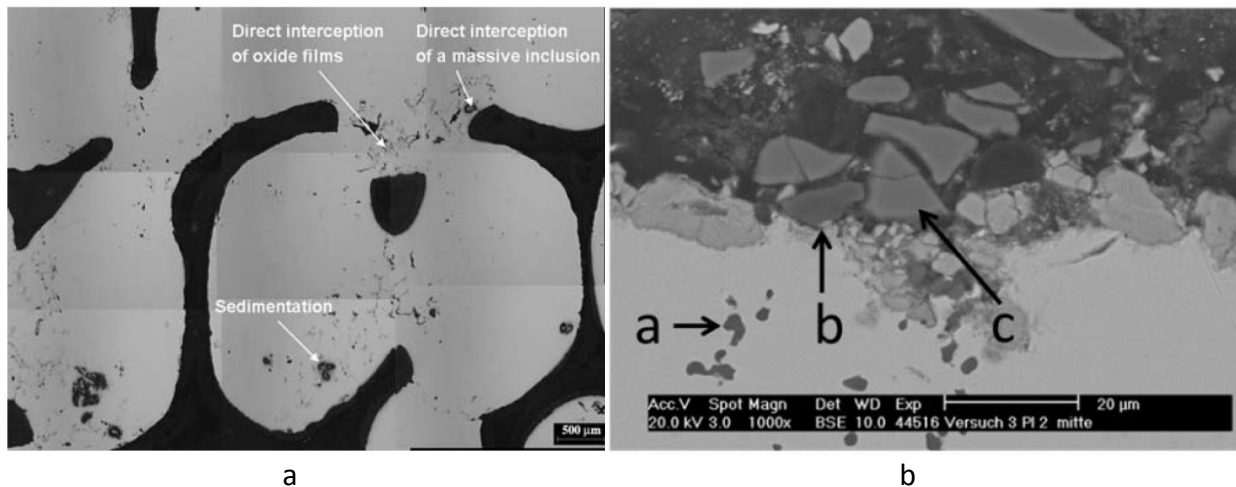 Direct interception
of oxide films
Direct interception
of a massive inclusion
Sedimentation
500 µm
a
b
c
Acc.V Spot Magn Det WD Exp 20 µm
20.0 kV 3.0 1000x BSE 10.0 44516 Versuch 3 Pl 2 mitte
a
b